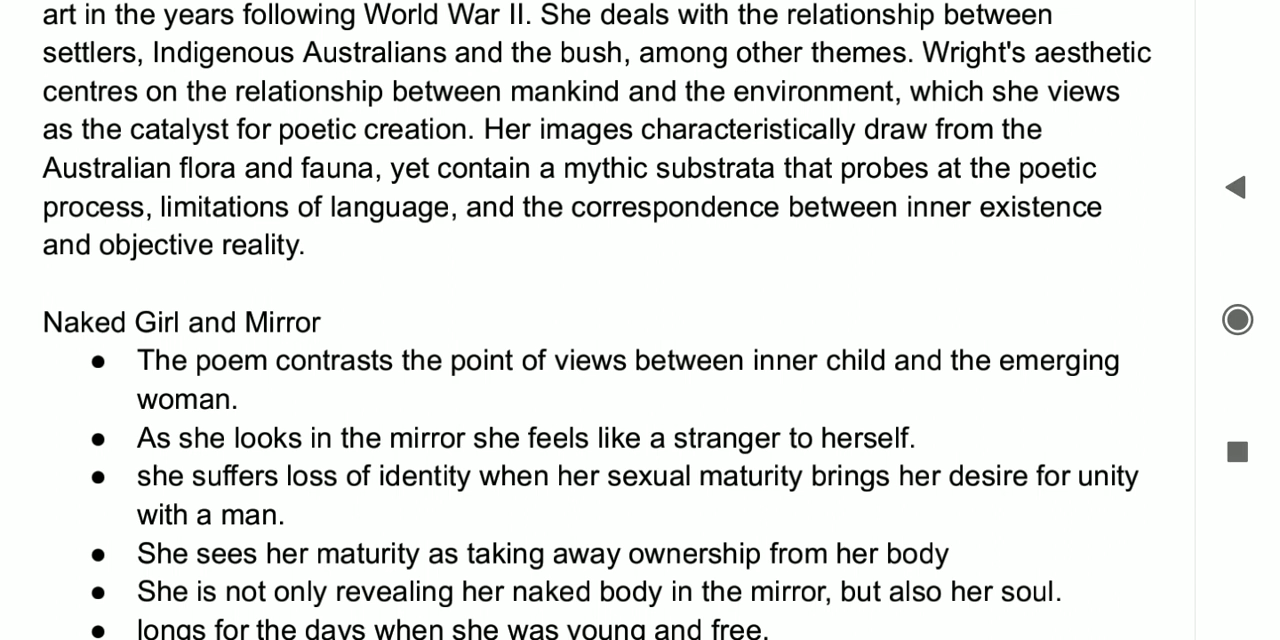 art in the years following World War II. She deals with the relationship between
settlers, Indigenous Australians and the bush, among other themes. Wright's aesthetic
centres on the relationship between mankind and the environment, which she views
as the catalyst for poetic creation. Her images characteristically draw from the
Australian flora and fauna, yet contain a mythic substrata that probes at the poetic
process, limitations of language, and the correspondence between inner existence
and objective reality.
Naked Girl and Mirror
● The poem contrasts the point of views between inner child and the emerging
woman.
● As she looks in the mirror she feels like a stranger to herself.
● she suffers loss of identity when her sexual maturity brings her desire for unity
with a man.
● She sees her maturity as taking away ownership from her body
● She is not only revealing her naked body in the mirror, but also her soul.
● longs for the days when she was young and free.